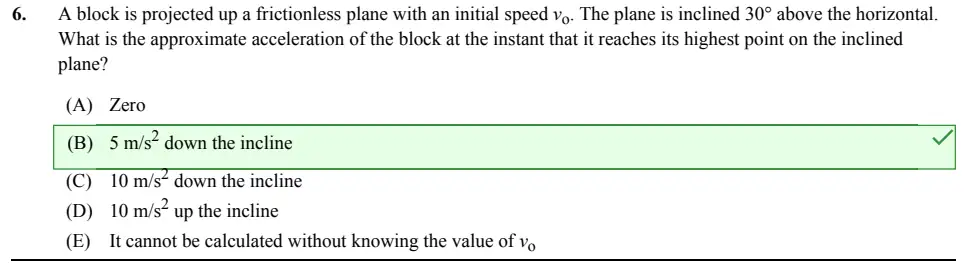 6. A block is projected up a frictionless plane with an initial speed v₀. The plane is inclined 30° above the horizontal.
What is the approximate acceleration of the block at the instant that it reaches its highest point on the inclined
plane?
(A) Zero
(B) 5 m/s² down the incline
(C) 10 m/s² down the incline
(D) 10 m/s² up the incline
(E) It cannot be calculated without knowing the value of v₀